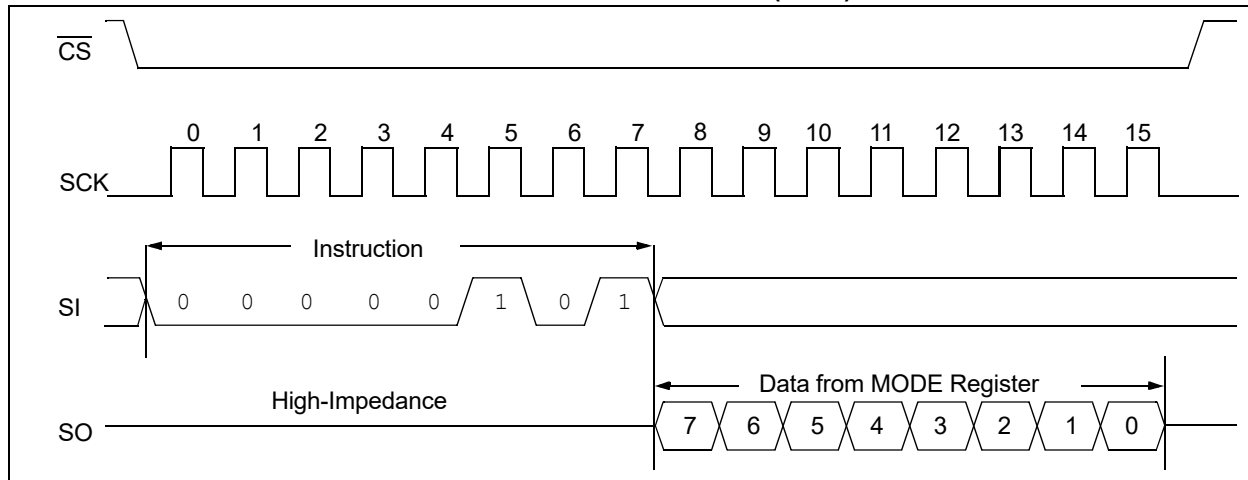 CS
0 1 2 3 4 5 6 7 8 9 10 11 12 13 14 15
SCK
Instruction
SI 0 0 0 0 0 1 0 1
Data from MODE Register
High-Impedance
SO 7 6 5 4 3 2 1 0